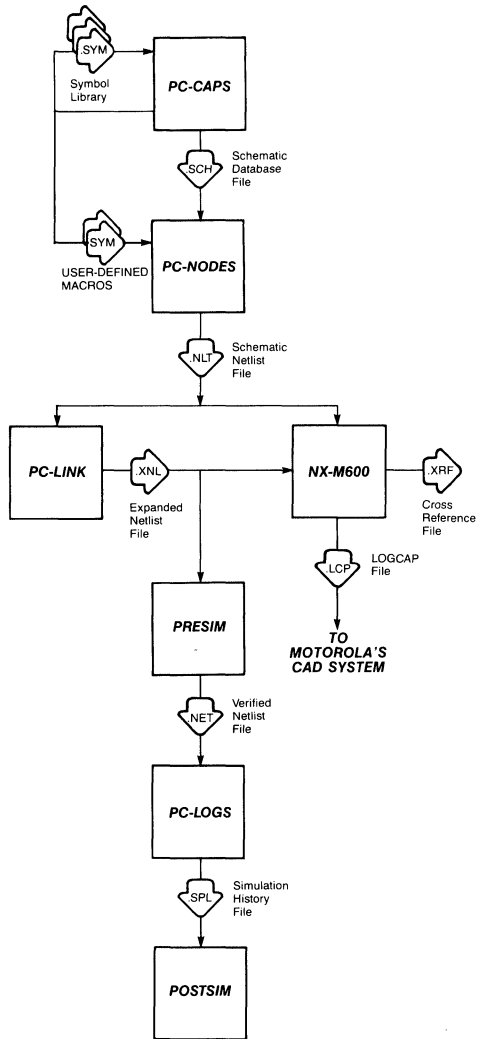 .SYM
Symbol
Library
PC-CAPS
.SCH
Schematic
Database
File
.SYM
USER-DEFINED
MACROS
PC-NODES
.NLT
Schematic
Netlist
File
PC-LINK
.XNL
Expanded
Netlist
File
NX-M600
.XRF
Cross
Reference
File
.LCP
LOGCAP
File
TO
MOTOROLA'S
CAD SYSTEM
PRESIM
.NET
Verified
Netlist
File
PC-LOGS
.SPL
Simulation
History
File
POSTSIM